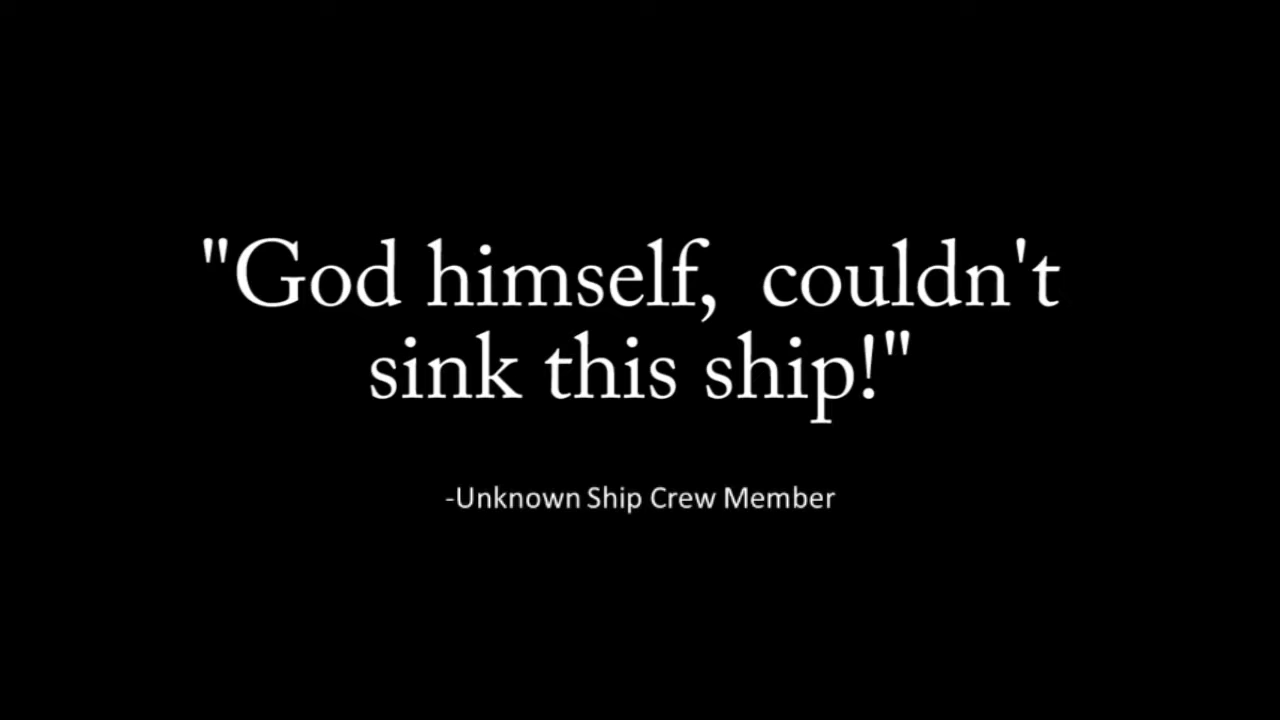 "God himself,  couldn't
sink this ship!"
-Unknown Ship Crew Member